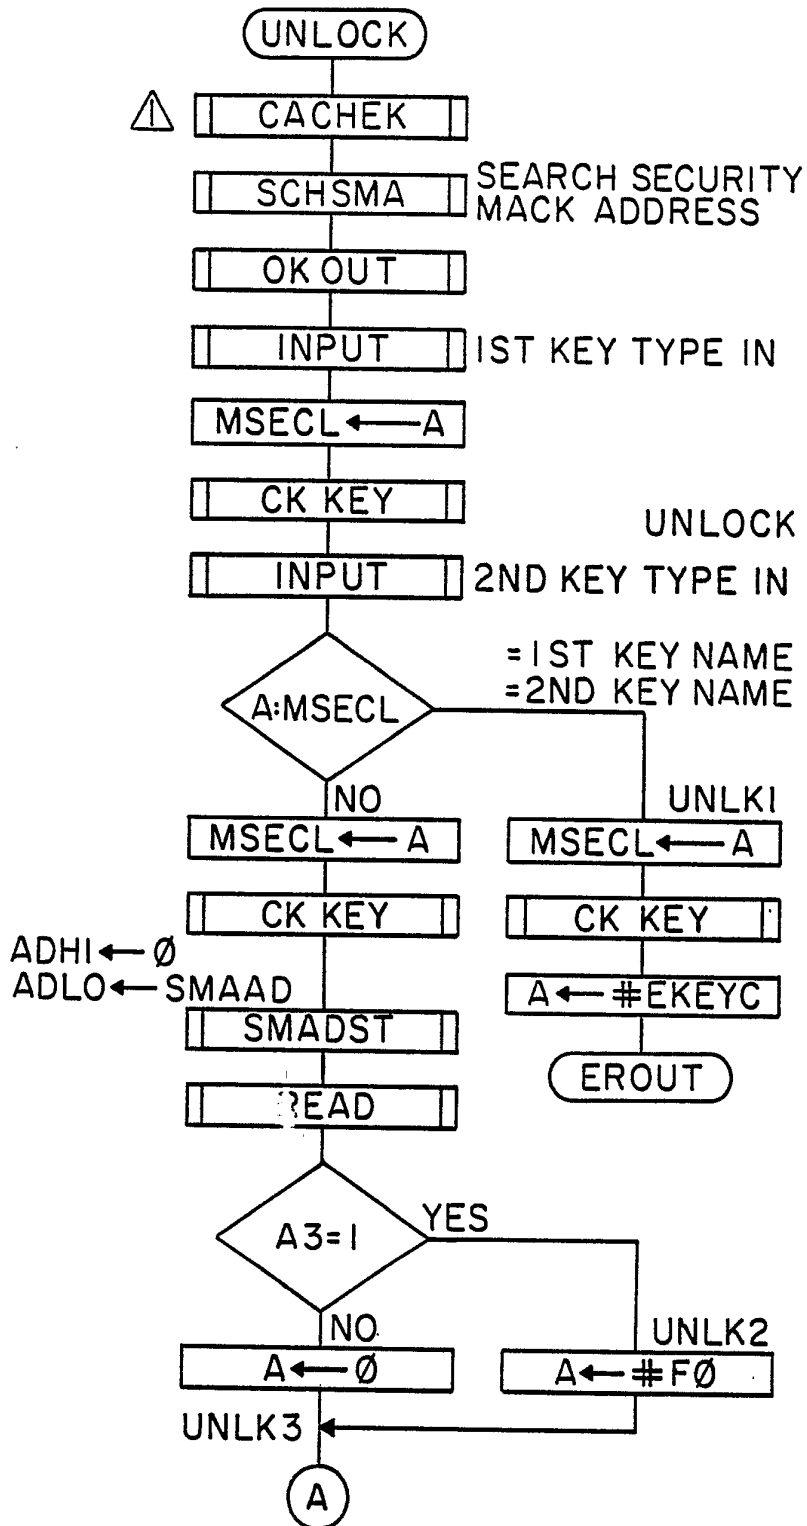 UNLOCK
1
CACHEK
SCHSMA
SEARCH SECURITY
MACK ADDRESS
OK OUT
INPUT
1ST KEY TYPE IN
MSECL ← A
CK KEY
UNLOCK
INPUT
2ND KEY TYPE IN
A:MSECL
=1ST KEY NAME
=2ND KEY NAME
NO
MSECL ← A
CK KEY
ADHI ← Ø
ADLO ← SMAAD
SMADST
READ
UNLK1
MSECL ← A
CK KEY
A ← #EKEYC
EROUT
A3=1
YES
NO
A ← Ø
UNLK2
A ← #FØ
UNLK3
A